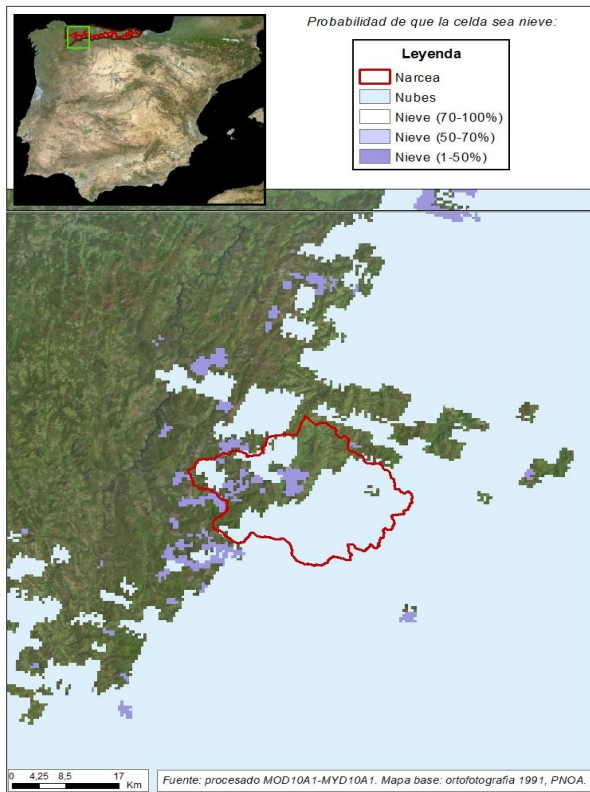 Probabilidad de que la celda sea nieve:
Leyenda
Narcea
Nubes
Nieve (70-100%)
Nieve (50-70%)
Nieve (1-50%)
0 4,25 8,5 17
Km
Fuente: procesado MOD10A1-MYD10A1. Mapa base: ortofotografia 1991, PNOA.